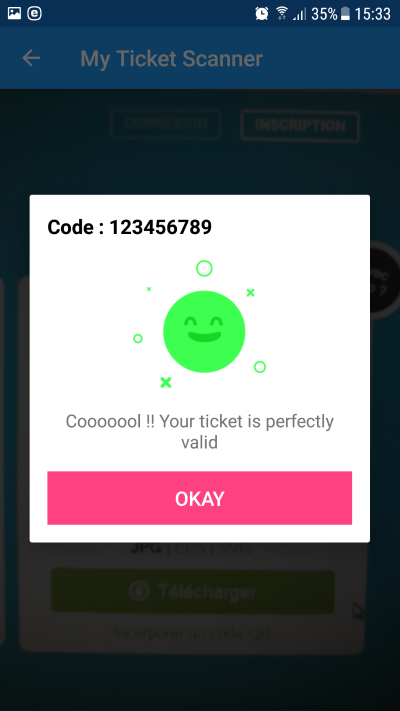 35% 15:33
My Ticket Scanner
CONNEXION INSCRIPTION
Code : 123456789
Cooooool !! Your ticket is perfectly
valid
OKAY
JPG | EPS | SVG
Télécharger
Incorporer un code QR